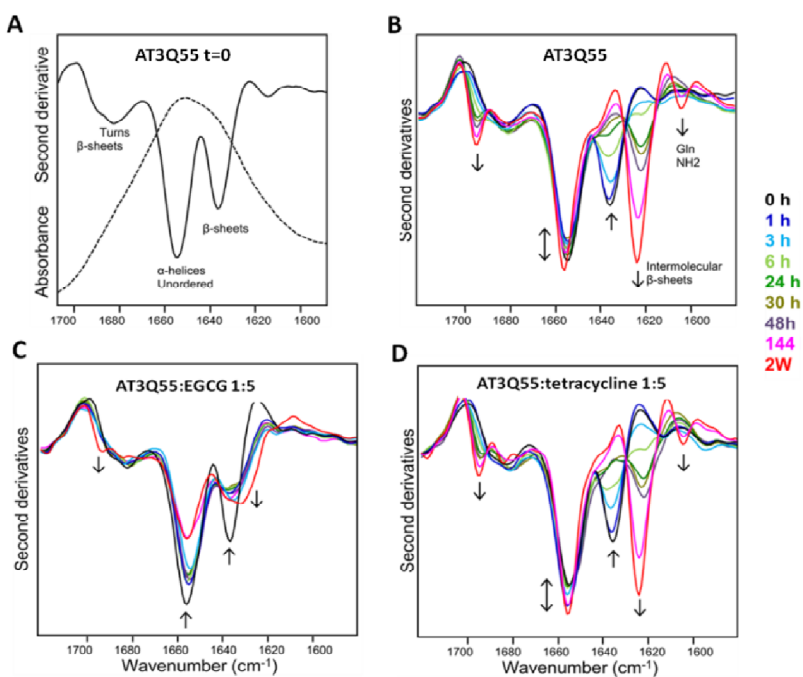 A
AT3Q55 t=0
Second derivative
Absorbance
Turns
β-sheets
β-sheets
α-helices
Unordered
1700 1680 1660 1640 1620 1600
B
AT3Q55
Second derivatives
Gln
NH2
Intermolecular
β-sheets
1700 1680 1660 1640 1620 1600
0 h
1 h
3 h
6 h
24 h
30 h
48h
144
2W
C
AT3Q55:EGCG 1:5
Second derivatives
1700 1680 1660 1640 1620 1600
Wavenumber (cm-1)
D
AT3Q55:tetracycline 1:5
Second derivatives
1700 1680 1660 1640 1620 1600
Wavenumber (cm-1)